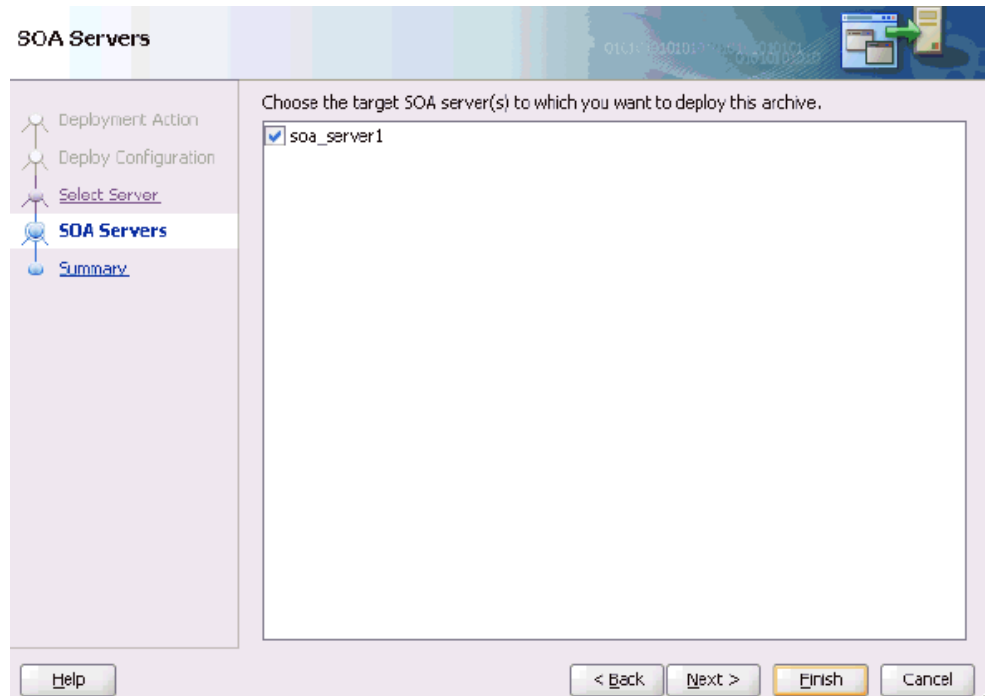 SOA Servers
Deployment Action
Deploy Configuration
Select Server
SOA Servers
Summary
Choose the target SOA server(s) to which you want to deploy this archive.
soa_server1
Help
< Back
Next >
Finish
Cancel